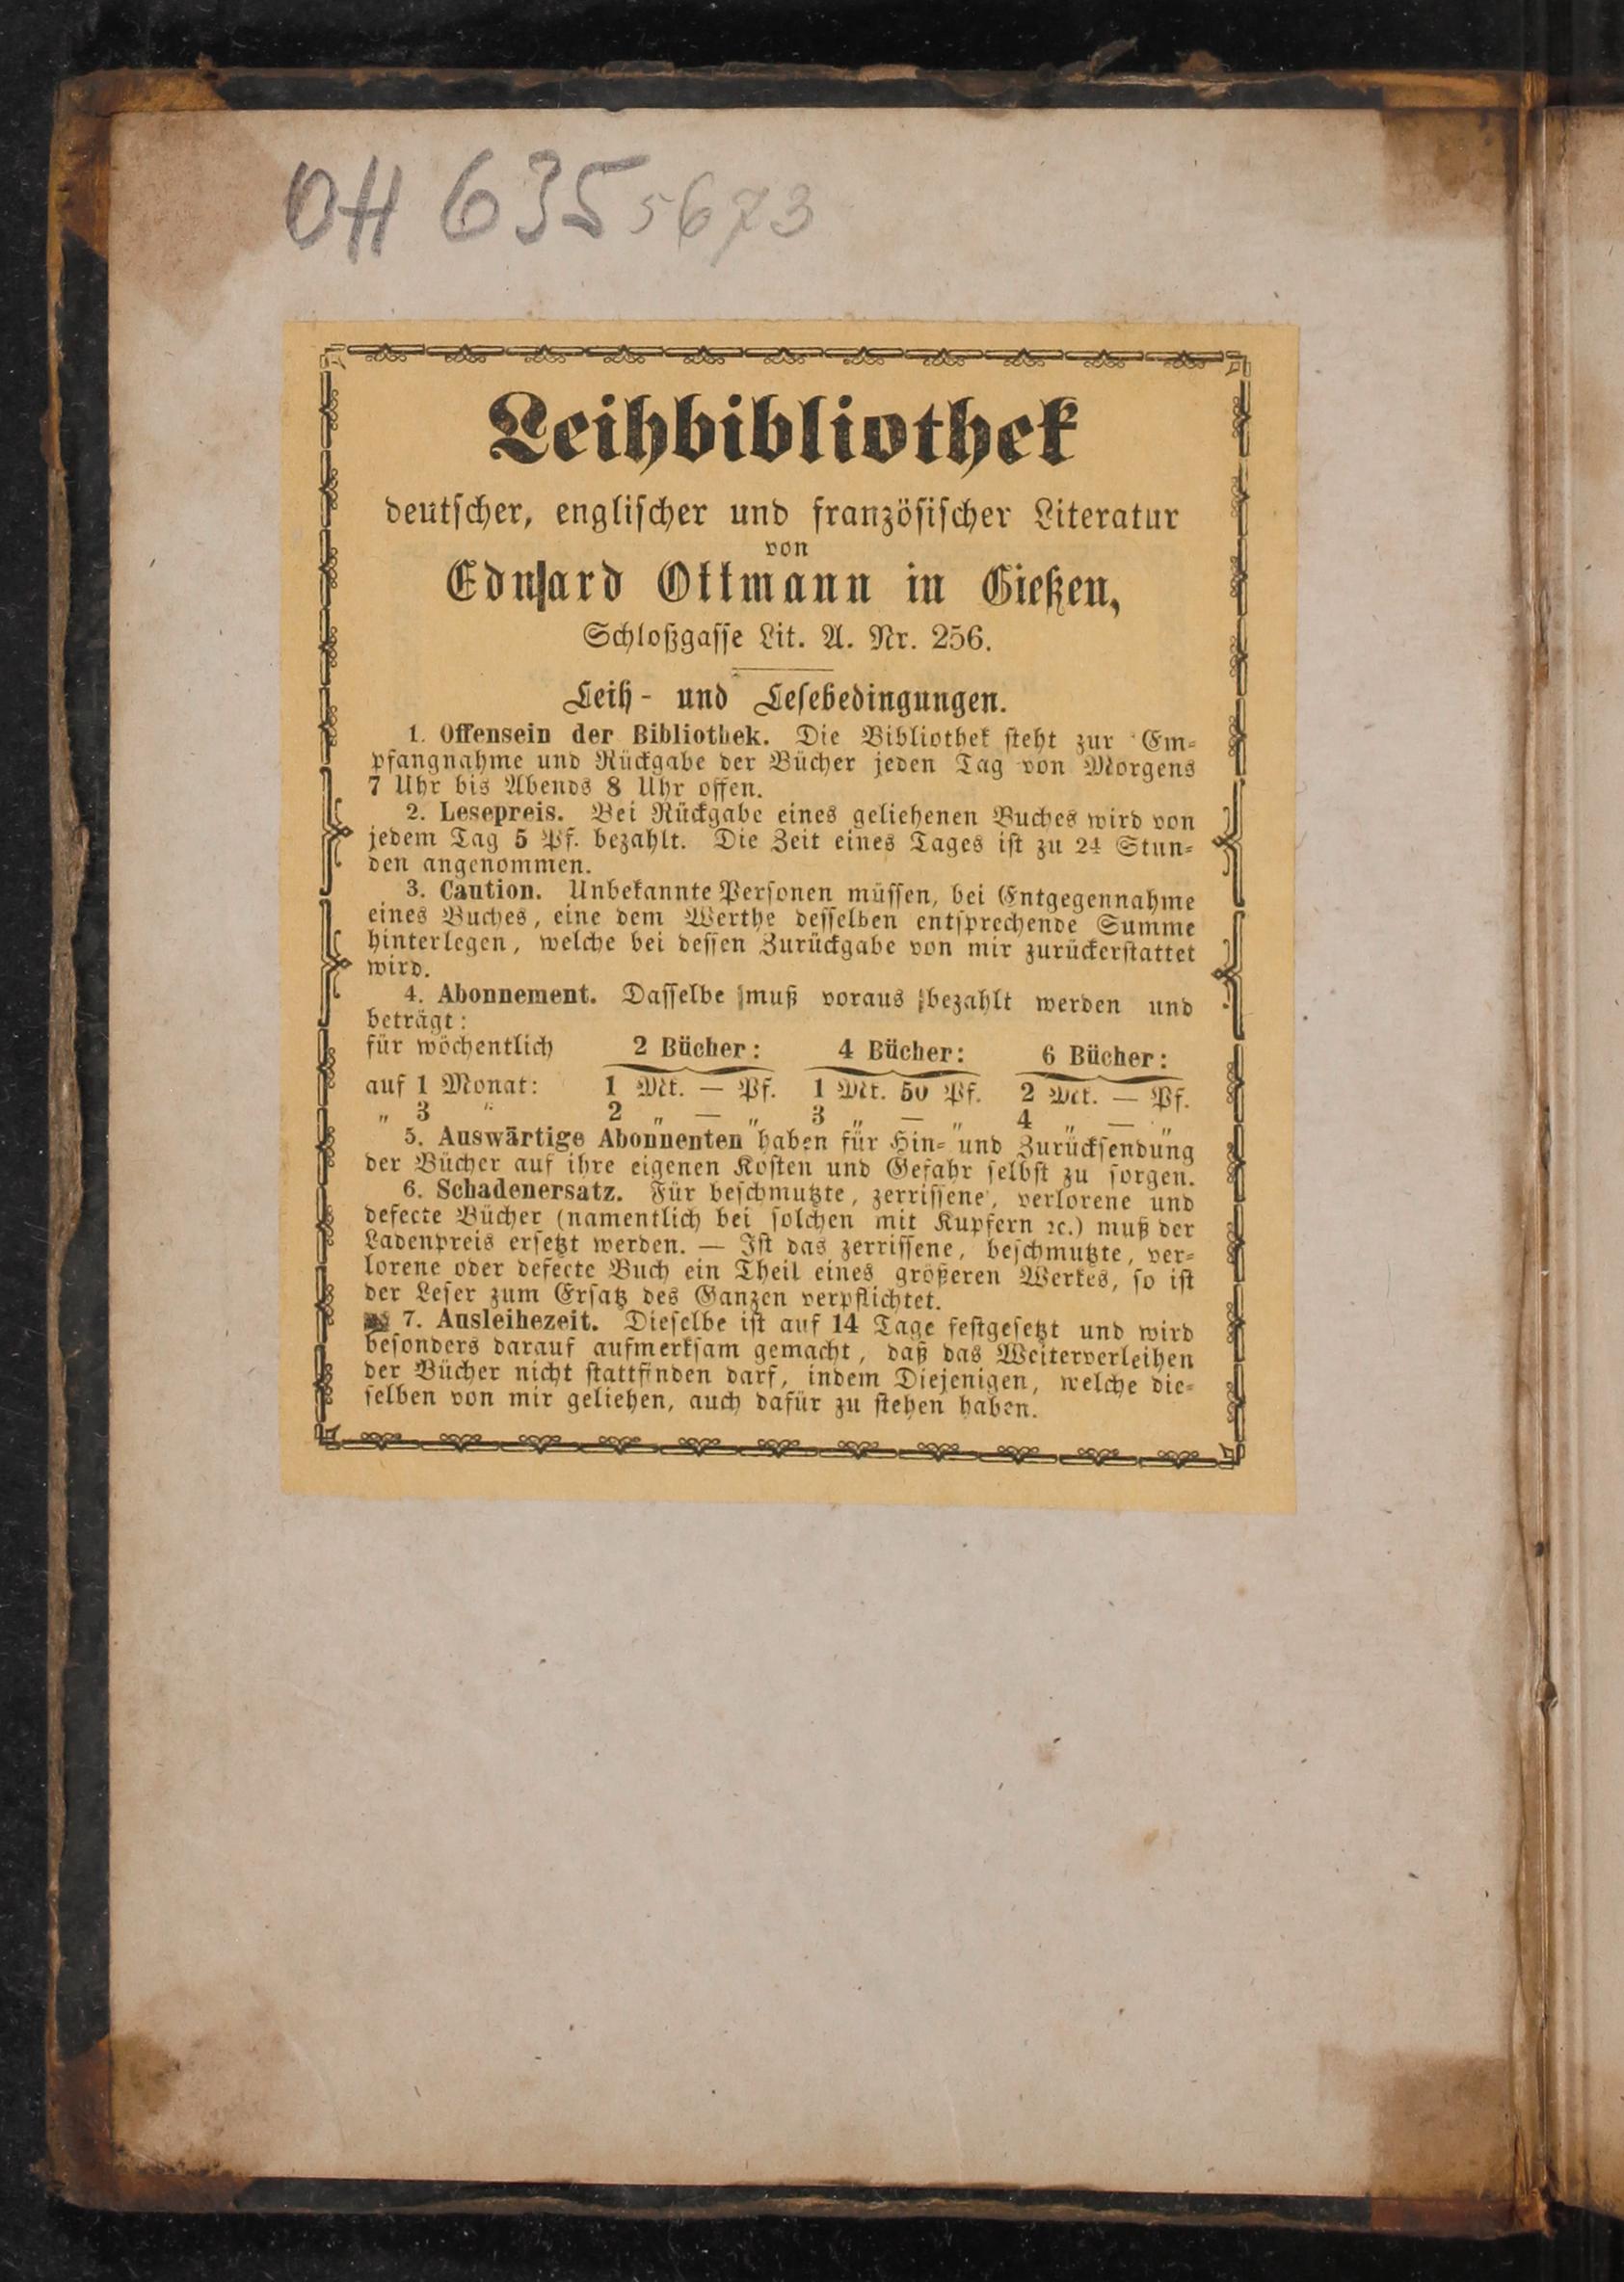 OH 635 5673
Leihbibliothek
deutscher, englischer und französischer Literatur
von
Eduard Ottmann in Gießen,
Schloßgasse Lit. A. Nr. 256.
Leih- und Lesebedingungen.
1. Offensein der Bibliothek. Die Bibliothek steht zur Em-
pfangnahme und Rückgabe der Bücher jeden Tag von Morgens
7 Uhr bis Abends 8 Uhr offen.
2. Lesepreis. Bei Rückgabe eines geliehenen Buches wird von
jedem Tag 5 Pf. bezahlt. Die Zeit eines Tages ist zu 24 Stun-
den angenommen.
3. Caution. Unbekannte Personen müssen, bei Entgegennahme
eines Buches, eine dem Werthe desselben entsprechende Summe
hinterlegen, welche bei dessen Zurückgabe von mir zurückerstattet
wird.
4. Abonnement. Dasselbe muß voraus bezahlt werden und
beträgt:
für wöchentlich 2 Bücher: 4 Bücher: 6 Bücher:
auf 1 Monat: 1 Mk. — Pf. 1 Mk. 50 Pf. 2 Mk. — Pf.
„ 3 „ 2 „ — „ 3 „ — „ 4 „ — „
5. Auswärtige Abonnenten haben für Hin- und Zurücksendung
der Bücher auf ihre eigenen Kosten und Gefahr selbst zu sorgen.
6. Schadenersatz. Für beschmutzte, zerrissene, verlorene und
defecte Bücher (namentlich bei solchen mit Kupfern ꝛc.) muß der
Ladenpreis ersetzt werden. — Ist das zerrissene, beschmutzte, ver-
lorene oder defecte Buch ein Theil eines größeren Werkes, so ist
der Leser zum Ersatz des Ganzen verpflichtet.
7. Ausleihezeit. Dieselbe ist auf 14 Tage festgesetzt und wird
besonders darauf aufmerksam gemacht, daß das Weiterverleihen
der Bücher nicht stattfinden darf, indem Diejenigen, welche die-
selben von mir geliehen, auch dafür zu stehen haben.